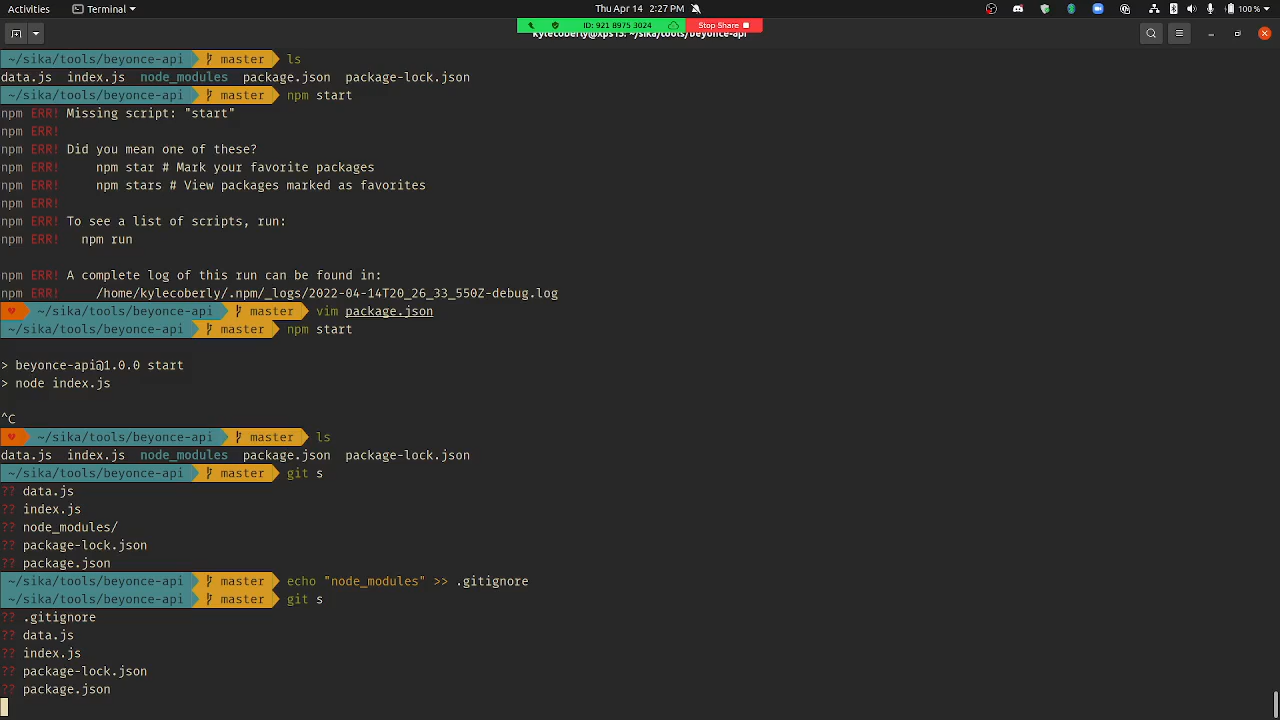 Activities Terminal Thu Apr 14 2:27 PM 100 %
ID: 921 8975 3024 Stop Share
kylecoberly@xps13: ~/sika/tools/beyonce-api
~/sika/tools/beyonce-api master ls
data.js index.js node_modules package.json package-lock.json
~/sika/tools/beyonce-api master npm start
npm ERR! Missing script: "start"
npm ERR!
npm ERR! Did you mean one of these?
npm ERR! npm star # Mark your favorite packages
npm ERR! npm stars # View packages marked as favorites
npm ERR!
npm ERR! To see a list of scripts, run:
npm ERR! npm run
npm ERR! A complete log of this run can be found in:
npm ERR! /home/kylecoberly/.npm/_logs/2022-04-14T20_26_33_550Z-debug.log
~/sika/tools/beyonce-api master vim package.json
~/sika/tools/beyonce-api master npm start
> beyonce-api@1.0.0 start
> node index.js
^C
~/sika/tools/beyonce-api master ls
data.js index.js node_modules package.json package-lock.json
~/sika/tools/beyonce-api master git s
?? data.js
?? index.js
?? node_modules/
?? package-lock.json
?? package.json
~/sika/tools/beyonce-api master echo "node_modules" >> .gitignore
~/sika/tools/beyonce-api master git s
?? .gitignore
?? data.js
?? index.js
?? package-lock.json
?? package.json